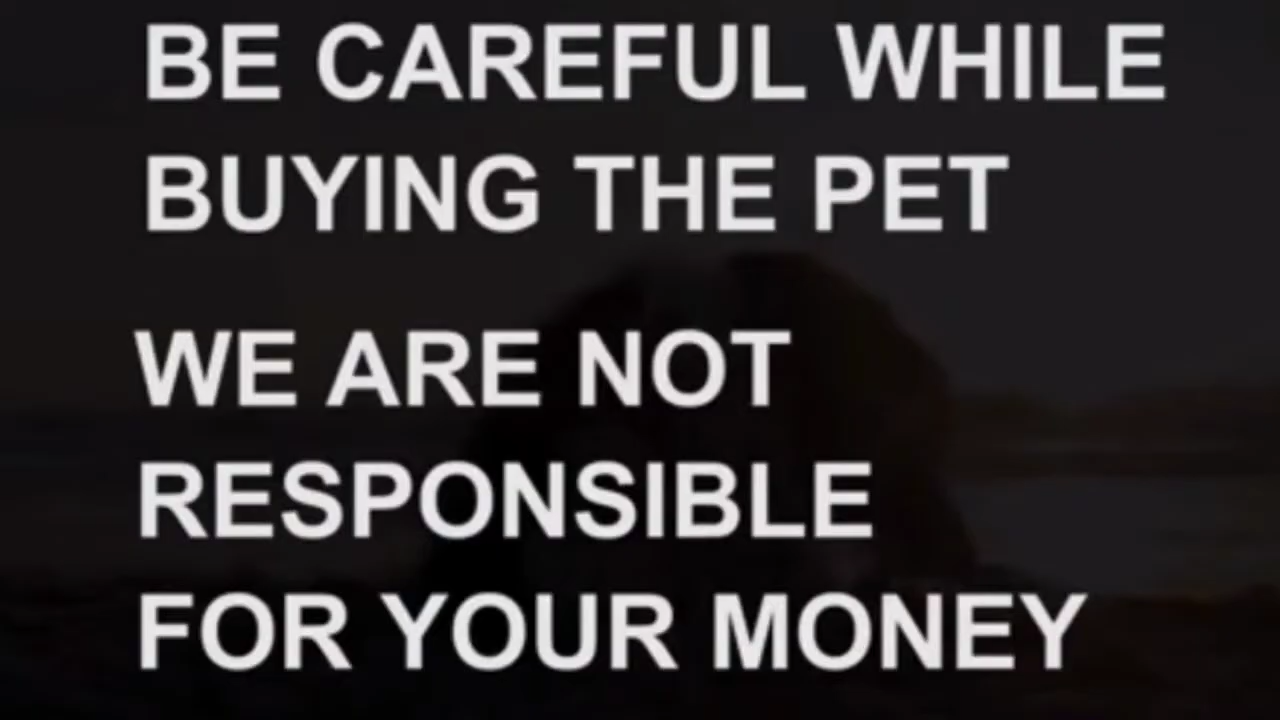 BE CAREFUL WHILE
BUYING THE PET
WE ARE NOT
RESPONSIBLE
FOR YOUR MONEY